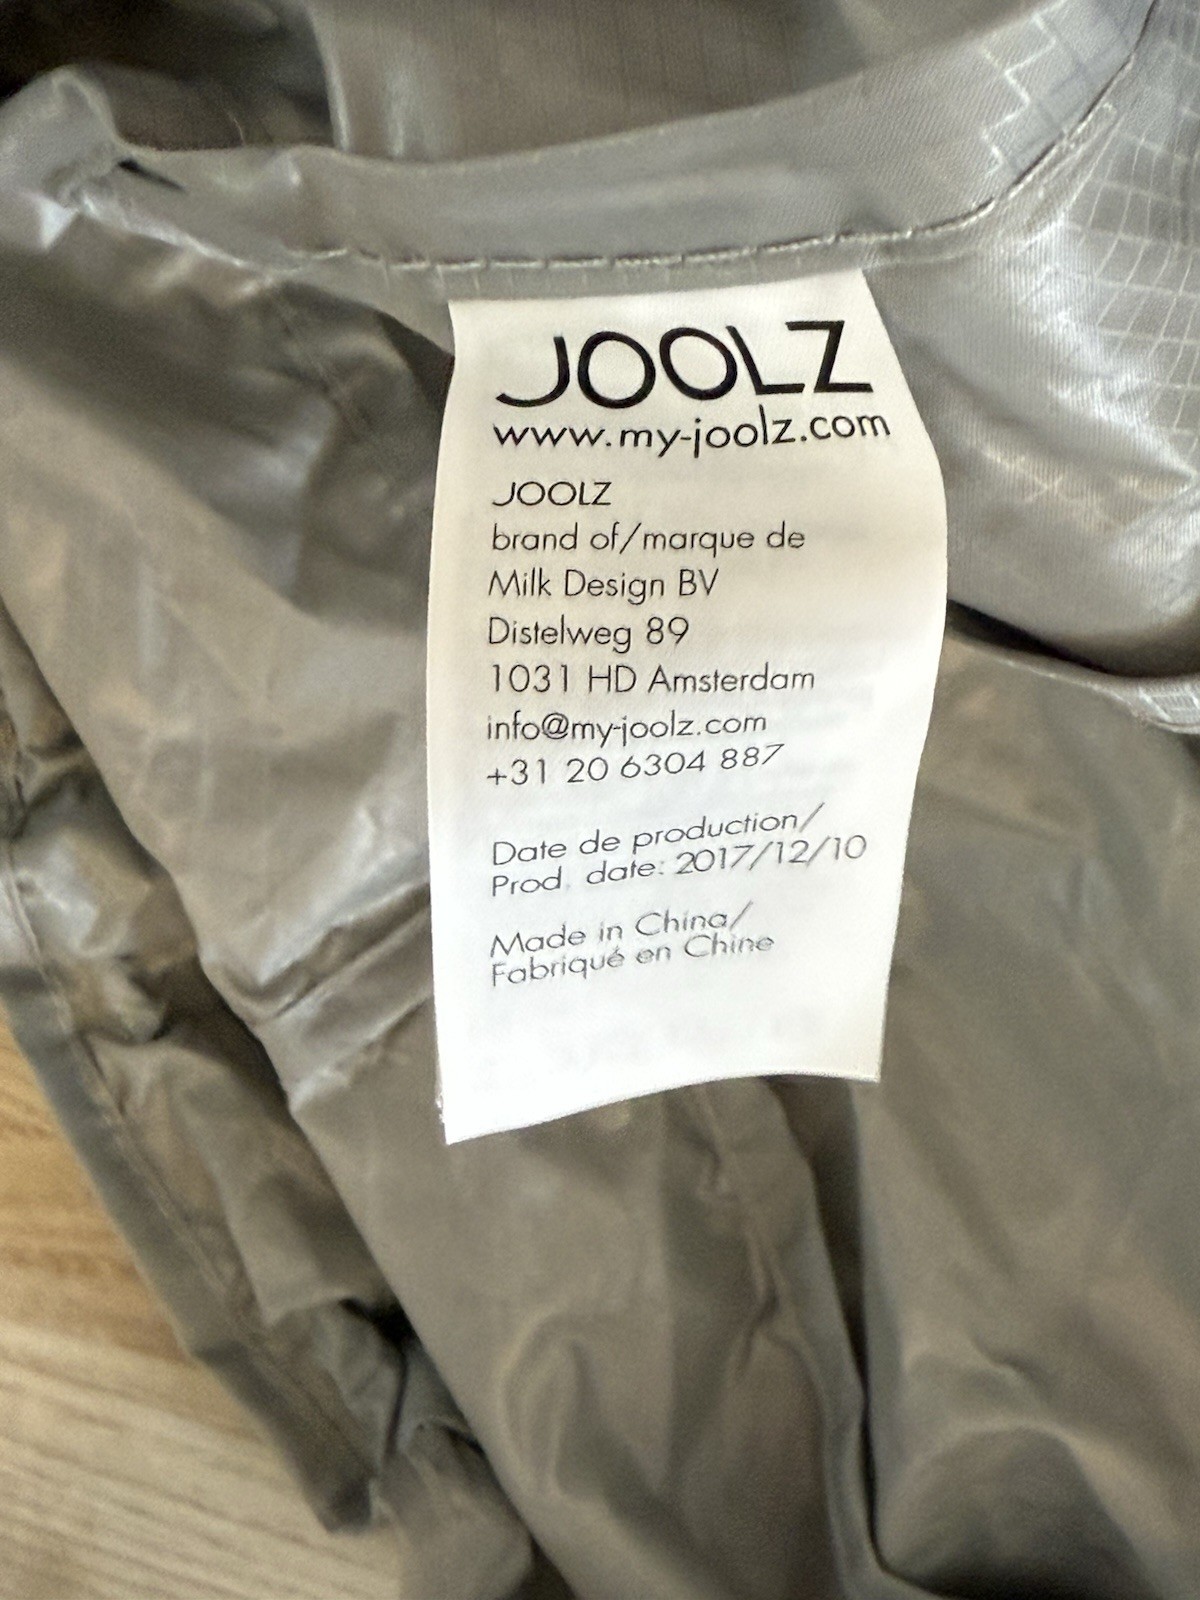 JOOLZ
www.my-joolz.com
JOOLZ
brand of/marque de
Milk Design BV
Distelweg 89
1031 HD Amsterdam
info@my-joolz.com
+31 20 6304 887
Date de production/
Prod. date: 2017/12/10
Made in China/
Fabriqué en Chine